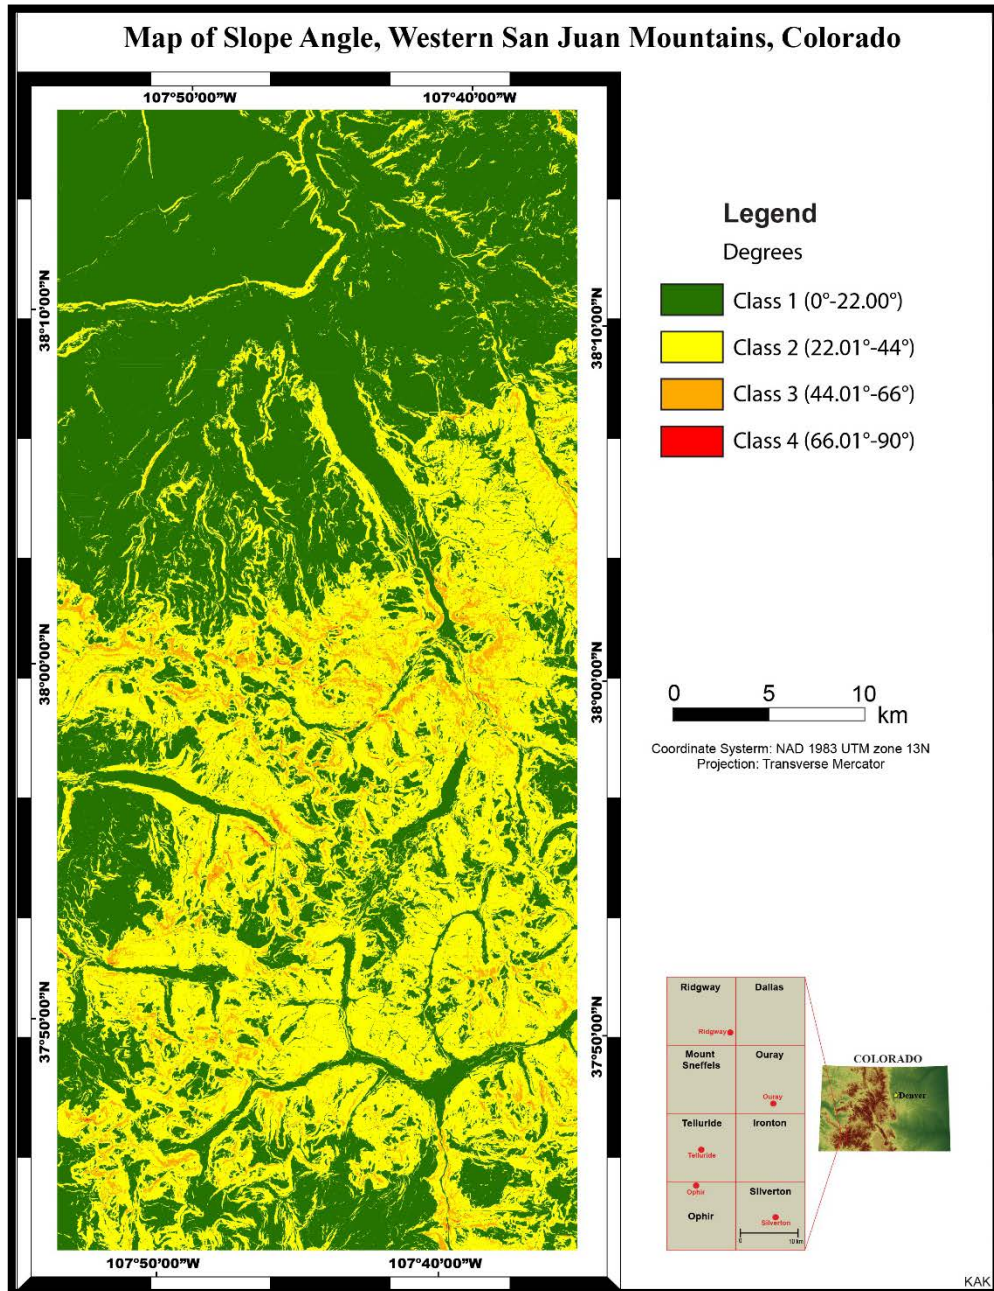 Map of Slope Angle, Western San Juan Mountains, Colorado
107°50'00"W
107°40'00"W
38°10'00"N
38°10'00"N
38°00'00"N
38°00'00"N
37°50'00"N
37°50'00"N
107°50'00"W
107°40'00"W
Legend
Degrees
Class 1 (0°-22.00°)
Class 2 (22.01°-44°)
Class 3 (44.01°-66°)
Class 4 (66.01°-90°)
0 5 10
km
Coordinate Systerm: NAD 1983 UTM zone 13N
Projection: Transverse Mercator
Ridgway Dallas
Ridgway
Mount
Sneffels
Ouray
Ouray
Telluride Ironton
Telluride
Ophir
Ophir
Silverton
Silverton
0 10 km
COLORADO
Denver
KAK